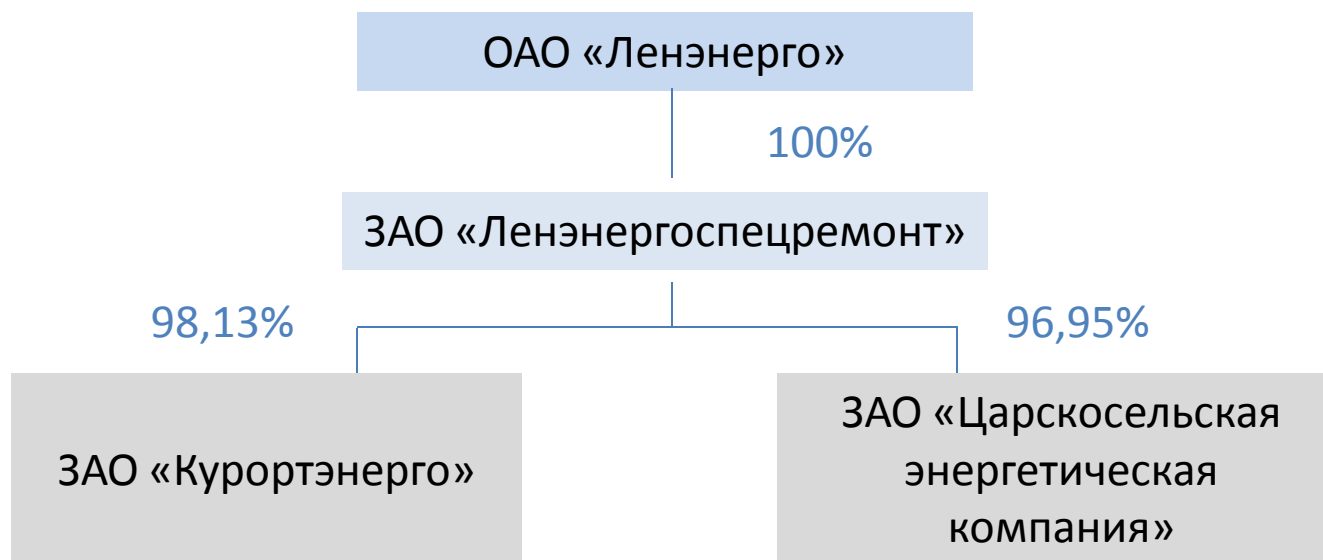 ОАО «Ленэнерго»
100%
ЗАО «Ленэнергоспецремонт»
98,13%
96,95%
ЗАО «Курортэнерго»
ЗАО «Царскосельская
энергетическая
компания»